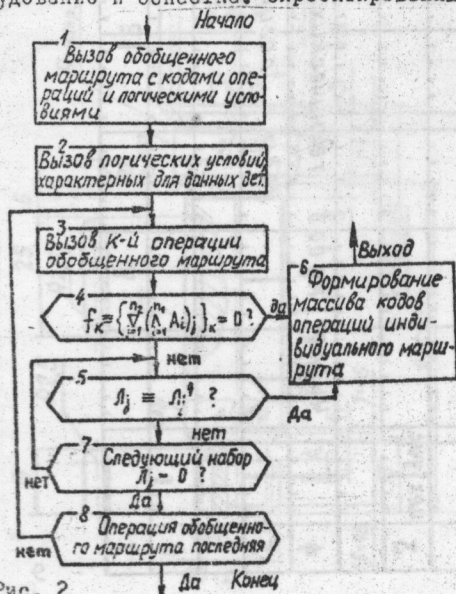 Начало
1
Вызов обобщенного
маршрута с кодами опе-
раций и логическими усло-
виями
2
Вызов логических условий,
характерных для данных дет.
3
Вызов К-й операции
обобщенного маршрута
4
да
нет
5
Да
нет
6
Выход
Формирование
массива кодов
операций инди-
видуального марш-
рута
7
Следующий набор
Лj = 0 ?
нет
Да
8
Операция обобщенно-
го маршрута последняя
нет
Да Конец
Рис. 2